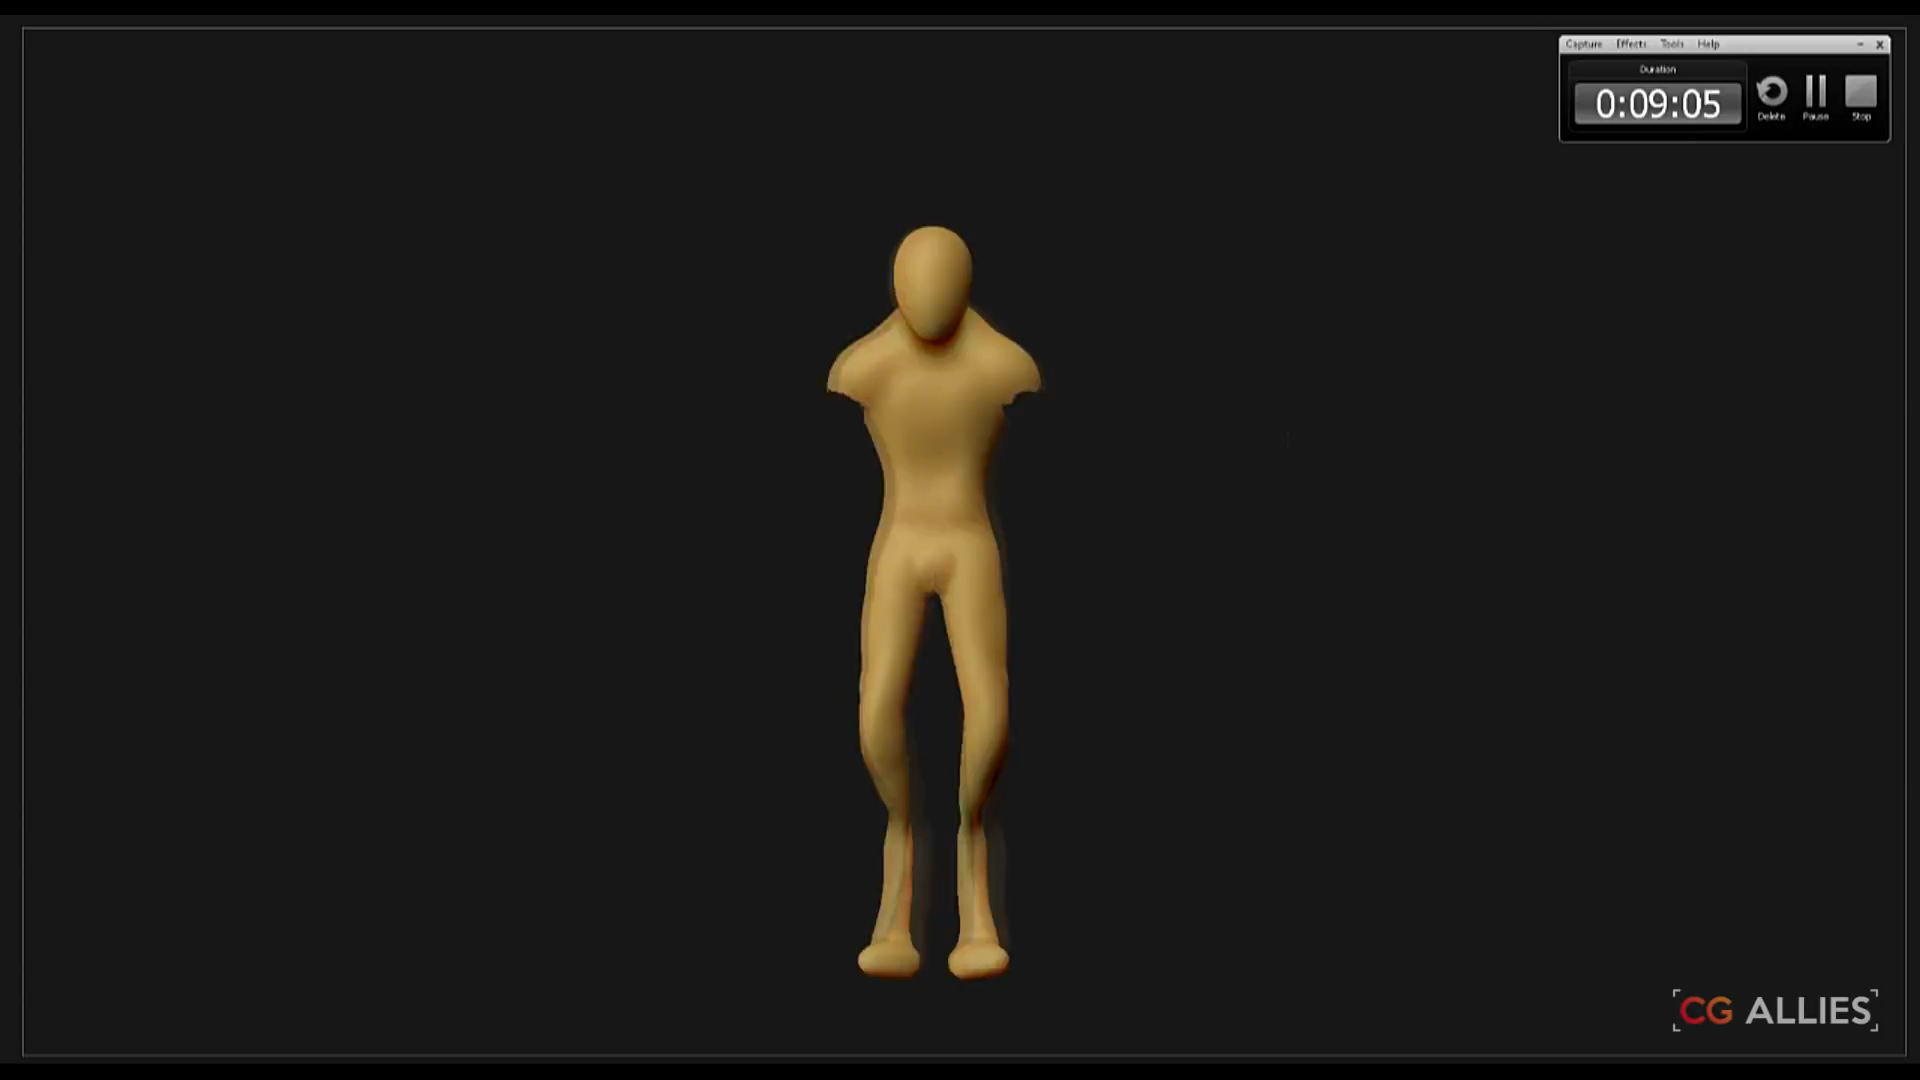 Capture Effects Tools Help
Duration
0:09:05
Delete Pause Stop
CG ALLIES